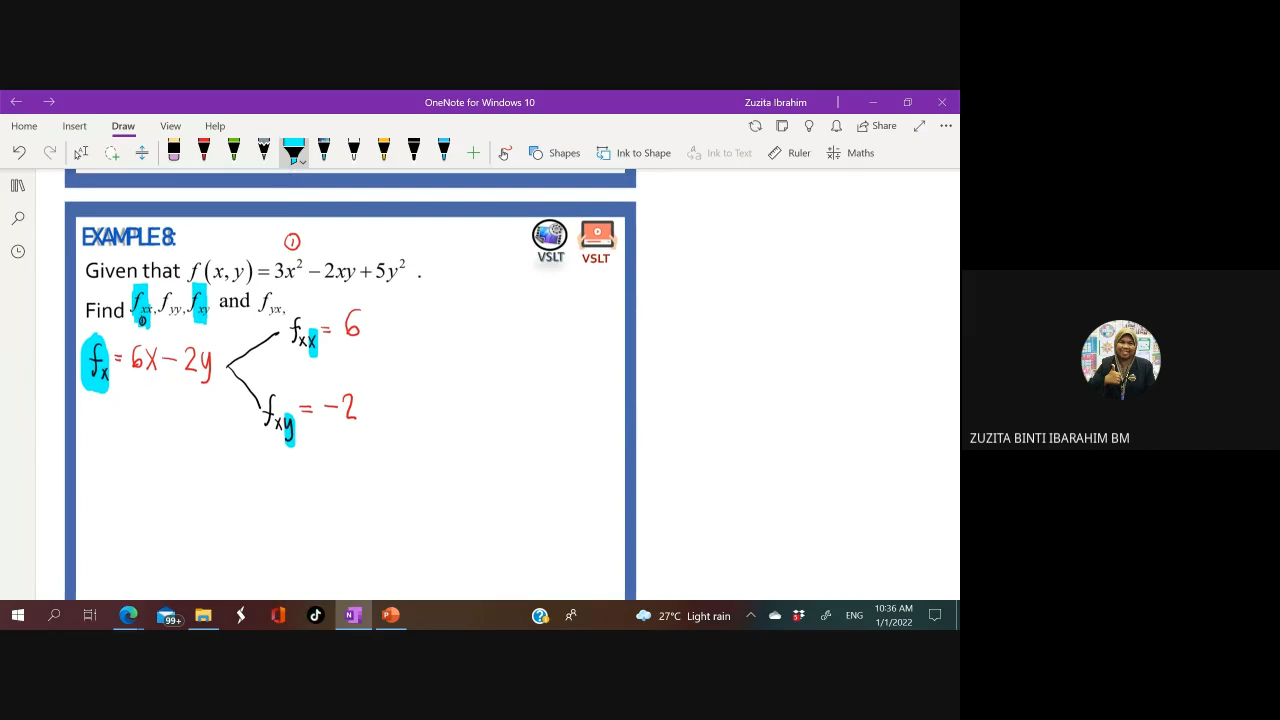 OneNote for Windows 10
Zuzita Ibrahim
Home Insert Draw View Help
Share
Shapes Ink to Shape Ink to Text Ruler Maths
EXAMPLE 8:
VSLT VSLT
①
Given that f(x, y) = 3x² − 2xy + 5y² .
Find fxx, fyy, fxy and fyx,
fxx = 6
fx = 6x − 2y
fxy = −2
ZUZITA BINTI IBARAHIM BM
99+
27°C Light rain
5
ENG
10:36 AM
1/1/2022